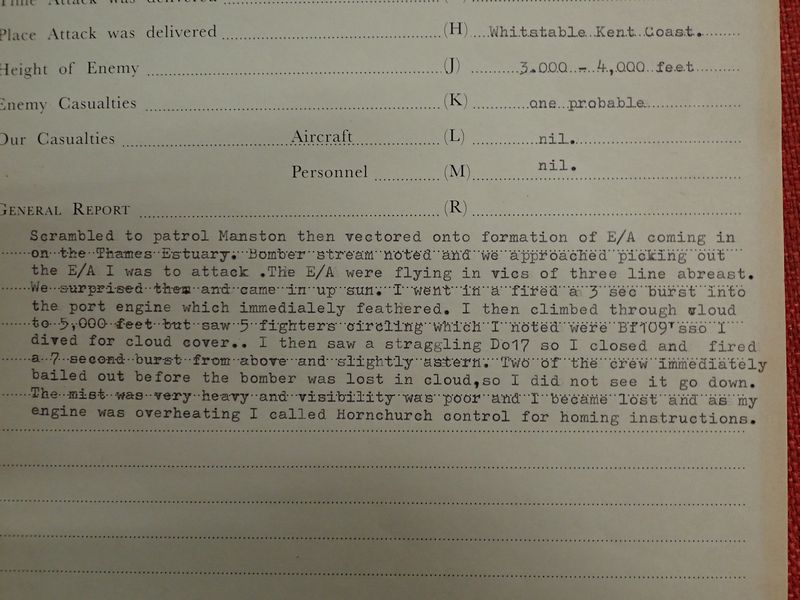 Time Attack was delivered
Place Attack was delivered (H) Whitstable Kent Coast.
Height of Enemy (J) 3.000 - 4,000 feet
Enemy Casualties (K) one probable
Our Casualties Aircraft (L) nil.
Personnel (M) nil.
GENERAL REPORT (R)
Scrambled to patrol Manston then vectored onto formation of E/A coming in
on the Thames Estuary. Bomber stream noted and we approached picking out
the E/A I was to attack .The E/A were flying in vics of three line abreast.
We surprised them and came in up sun. I went in a fired a 3 sec burst into
the port engine which immedialely feathered. I then climbed through cloud
to 5,000 feet but saw 5 fighters circling which I noted were Bf109's so I
dived for cloud cover.. I then saw a straggling Do17 so I closed and fired
a 7 second burst from above and slightly astern. Two of the crew immediately
bailed out before the bomber was lost in cloud,so I did not see it go down.
The mist was very heavy and visibility was poor and I became lost and as my
engine was overheating I called Hornchurch control for homing instructions.